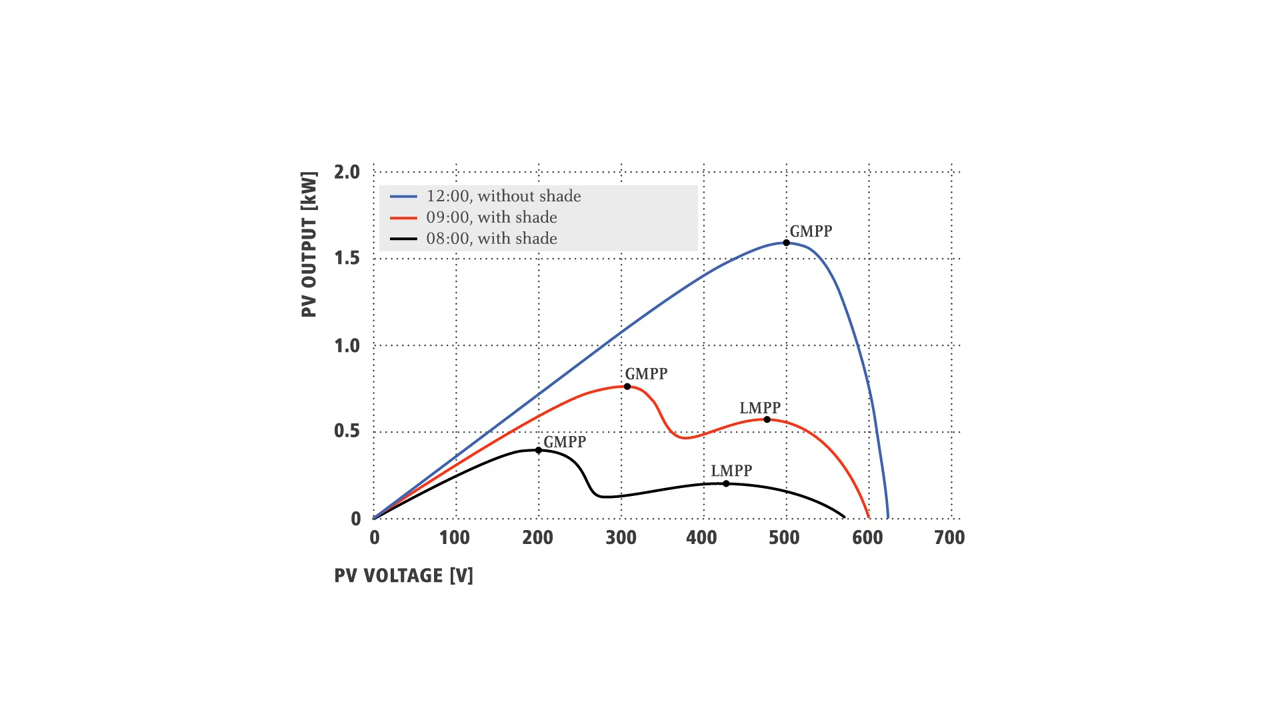 PV OUTPUT [kW]
2.0
1.5
1.0
0.5
0
12:00, without shade
09:00, with shade
08:00, with shade
GMPP
GMPP
LMPP
GMPP
LMPP
0 100 200 300 400 500 600 700
PV VOLTAGE [V]